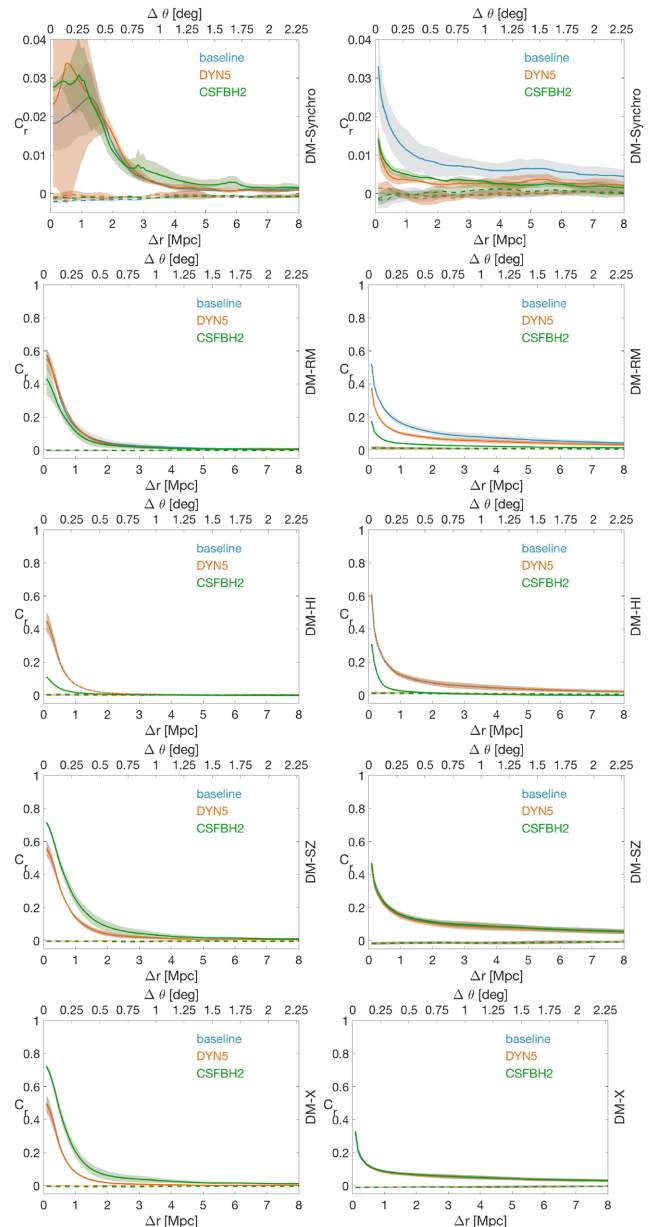 Δ θ [deg]
0 0.25 0.5 0.75 1 1.25 1.5 1.75 2 2.25
0.04
baseline
DYN5
0.03
CSFBH2
C_r
0.02
0.01
0
DM-Synchro
0 1 2 3 4 5 6 7 8
Δr [Mpc]
Δ θ [deg]
0 0.25 0.5 0.75 1 1.25 1.5 1.75 2 2.25
0.04
baseline
DYN5
0.03
CSFBH2
C_r
0.02
0.01
0
DM-Synchro
0 1 2 3 4 5 6 7 8
Δr [Mpc]
Δ θ [deg]
0 0.25 0.5 0.75 1 1.25 1.5 1.75 2 2.25
1
baseline
0.8
DYN5
CSFBH2
0.6
C_r
0.4
0.2
0
DM-RM
0 1 2 3 4 5 6 7 8
Δr [Mpc]
Δ θ [deg]
0 0.25 0.5 0.75 1 1.25 1.5 1.75 2 2.25
1
baseline
0.8
DYN5
CSFBH2
0.6
C_r
0.4
0.2
0
DM-RM
0 1 2 3 4 5 6 7 8
Δr [Mpc]
Δ θ [deg]
0 0.25 0.5 0.75 1 1.25 1.5 1.75 2 2.25
1
baseline
0.8
DYN5
CSFBH2
0.6
C_r
0.4
0.2
0
DM-HI
0 1 2 3 4 5 6 7 8
Δr [Mpc]
Δ θ [deg]
0 0.25 0.5 0.75 1 1.25 1.5 1.75 2 2.25
1
baseline
0.8
DYN5
CSFBH2
0.6
C_r
0.4
0.2
0
DM-HI
0 1 2 3 4 5 6 7 8
Δr [Mpc]
Δ θ [deg]
0 0.25 0.5 0.75 1 1.25 1.5 1.75 2 2.25
1
baseline
0.8
DYN5
CSFBH2
0.6
C_r
0.4
0.2
0
DM-SZ
0 1 2 3 4 5 6 7 8
Δr [Mpc]
Δ θ [deg]
0 0.25 0.5 0.75 1 1.25 1.5 1.75 2 2.25
1
baseline
0.8
DYN5
CSFBH2
0.6
C_r
0.4
0.2
0
DM-SZ
0 1 2 3 4 5 6 7 8
Δr [Mpc]
Δ θ [deg]
0 0.25 0.5 0.75 1 1.25 1.5 1.75 2 2.25
1
baseline
0.8
DYN5
CSFBH2
0.6
C_r
0.4
0.2
0
DM-X
0 1 2 3 4 5 6 7 8
Δr [Mpc]
Δ θ [deg]
0 0.25 0.5 0.75 1 1.25 1.5 1.75 2 2.25
1
baseline
0.8
DYN5
CSFBH2
0.6
C_r
0.4
0.2
0
DM-X
0 1 2 3 4 5 6 7 8
Δr [Mpc]